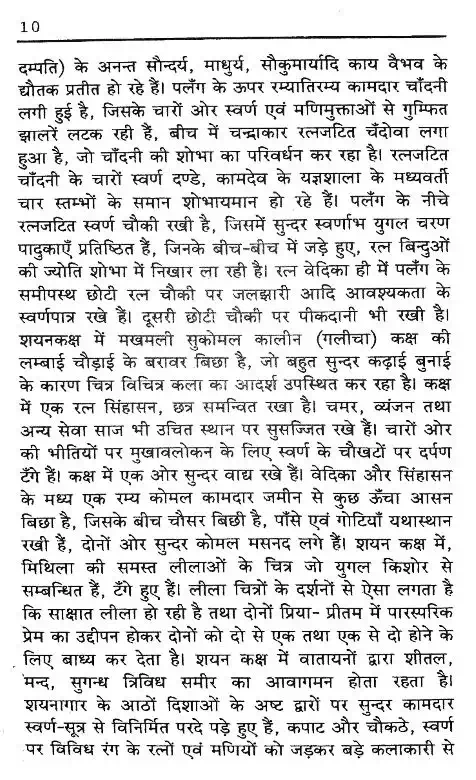 10
दम्पति) के अनन्त सौन्दर्य, माधुर्य, सौकुमार्यादि काय वैभव के
द्यौतक प्रतीत हो रहे हैं। पलँग के ऊपर रम्यातिरम्य कामदार चाँदनी
लगी हुई है, जिसके चारों ओर स्वर्ण एवं मणिमुक्ताओं से गुम्फित
झालरें लटक रही हैं, बीच में चन्द्राकार रत्नजटित चँदोवा लगा
हुआ है, जो चाँदनी की शोभा का परिवर्धन कर रहा है। रत्नजटित
चाँदनी के चारों स्वर्ण दण्डे, कामदेव के यज्ञशाला के मध्यवर्ती
चार स्तम्भों के समान शोभायमान हो रहे हैं। पलँग के नीचे
रत्नजटित स्वर्ण चौकी रखी है, जिसमें सुन्दर स्वर्णाभ युगल चरण
पादुकाएँ प्रतिष्ठित हैं, जिनके बीच-बीच में जड़े हुए, रत्न बिन्दुओं
की ज्योति शोभा में निखार ला रही है। रत्न वेदिका ही में पलँग के
समीपस्थ छोटी रत्न चौकी पर जलझारी आदि आवश्यकता के
स्वर्णपात्र रखे हैं। दूसरी छोटी चौकी पर पीकदानी भी रखी है।
शयनकक्ष में मखमली सुकोमल कालीन (गलीचा) कक्ष की
लम्बाई चौड़ाई के बरावर बिछा है, जो बहुत सुन्दर कढ़ाई बुनाई
के कारण चित्र विचित्र कला का आदर्श उपस्थित कर रहा है। कक्ष
में एक रत्न सिंहासन, छत्र समन्वित रखा है। चमर, व्यंजन तथा
अन्य सेवा साज भी उचित स्थान पर सुसज्जित रखे हैं। चारों ओर
की भीतियों पर मुखावलोकन के लिए स्वर्ण के चौखटों पर दर्पण
टँगे हैं। कक्ष में एक ओर सुन्दर वाद्य रखे हैं। वेदिका और सिंहासन
के मध्य एक रम्य कोमल कामदार जमीन से कुछ ऊँचा आसन
बिछा है, जिसके बीच चौसर बिछी है, पाँसे एवं गोटियाँ यथास्थान
रखी हैं, दोनों ओर सुन्दर कोमल मसनद लगे हैं। शयन कक्ष में,
मिथिला की समस्त लीलाओं के चित्र जो युगल किशोर से
सम्बन्धित हैं, टँगे हुए हैं। लीला चित्रों के दर्शनों से ऐसा लगता है
कि साक्षात लीला हो रही है तथा दोनों प्रिया- प्रीतम में पारस्परिक
प्रेम का उद्दीपन होकर दोनों को दो से एक तथा एक से दो होने के
लिए बाध्य कर देता है। शयन कक्ष में वातायनों द्वारा शीतल,
मन्द, सुगन्ध त्रिविध समीर का आवागमन होता रहता है।
शयनागार के आठों दिशाओं के अष्ट द्वारों पर सुन्दर कामदार
स्वर्ण-सूत्र से विनिर्मित परदे पड़े हुए हैं, कपाट और चौकठे, स्वर्ण
पर विविध रंग के रत्नों एवं मणियों को जड़कर बड़े कलाकारी से